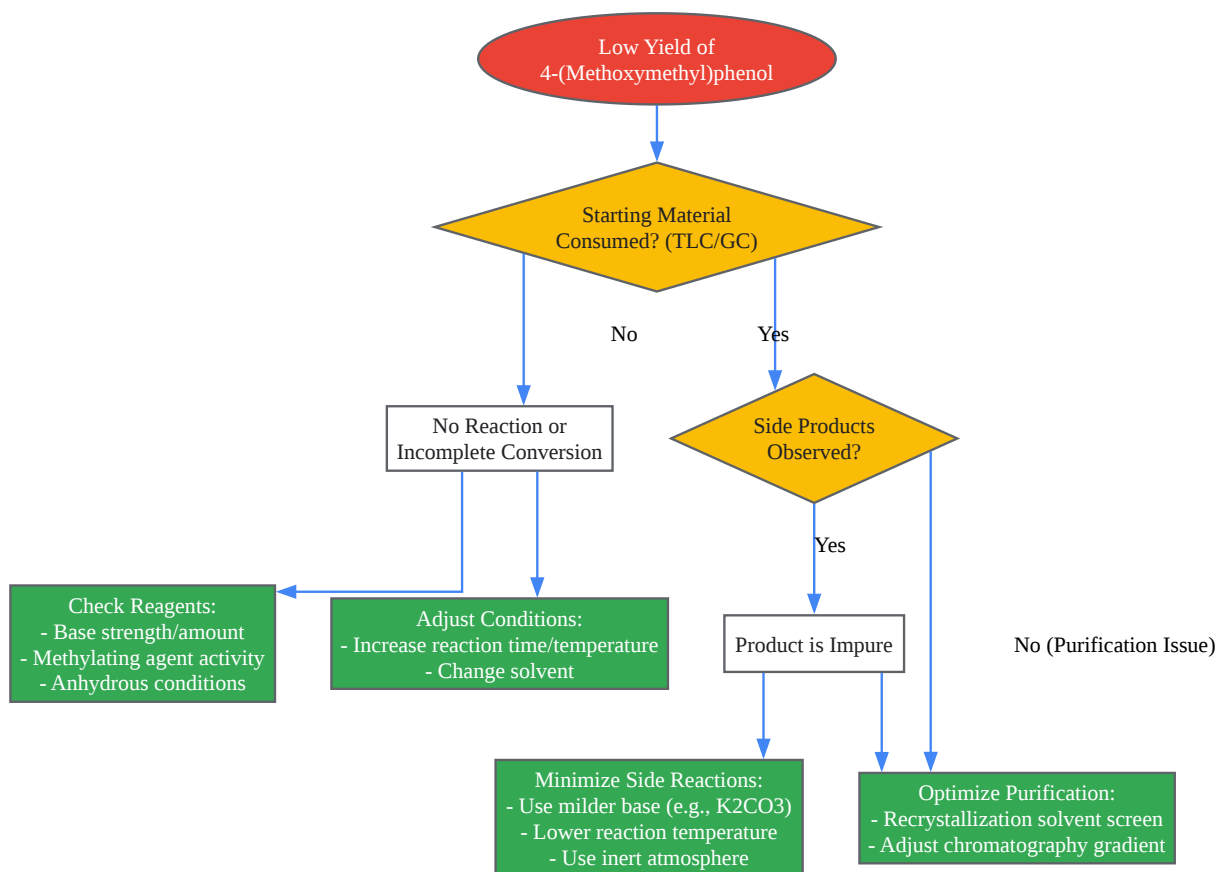 Low Yield of
4-(Methoxymethyl)phenol
Starting Material
Consumed? (TLC/GC)
No
Yes
No Reaction or
Incomplete Conversion
Side Products
Observed?
Yes
Check Reagents:
- Base strength/amount
- Methylating agent activity
- Anhydrous conditions
Adjust Conditions:
- Increase reaction time/temperature
- Change solvent
Product is Impure
No (Purification Issue)
Minimize Side Reactions:
- Use milder base (e.g., K2CO3)
- Lower reaction temperature
- Use inert atmosphere
Optimize Purification:
- Recrystallization solvent screen
- Adjust chromatography gradient